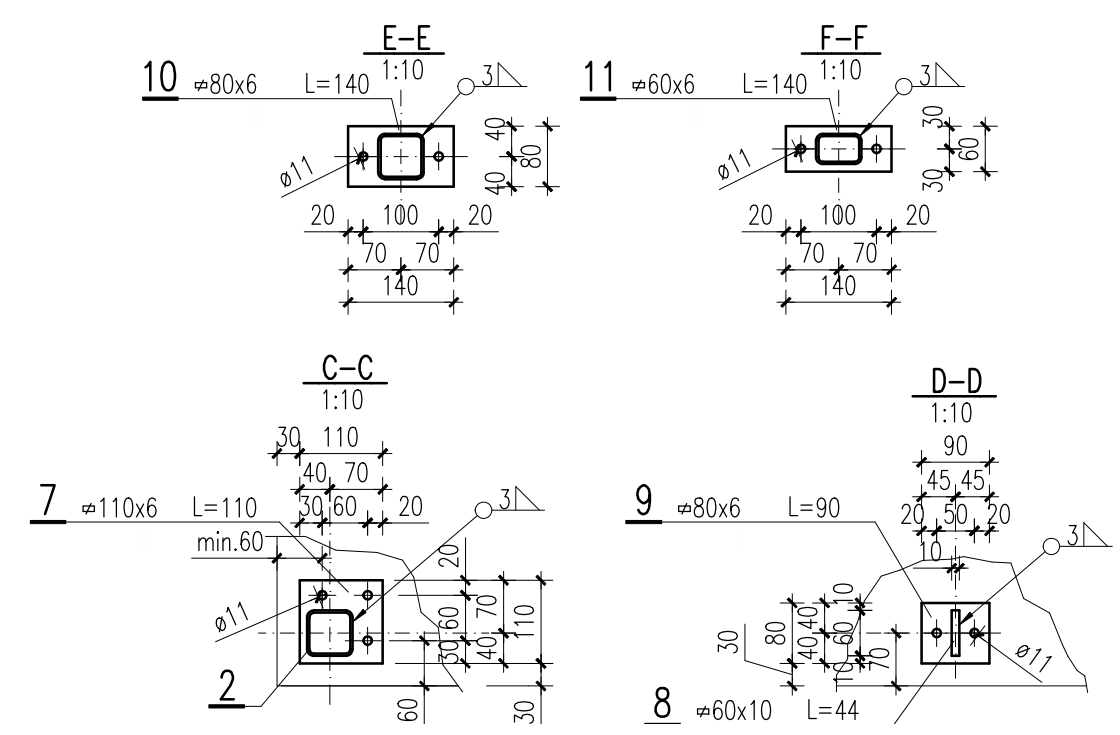 E-E
1:10
10 ≠80x6 L=140
3
ø11
40
40
80
20 100 20
70 70
140
F-F
1:10
11 ≠60x6 L=140
3
ø11
30
30
60
20 100 20
70 70
140
C-C
1:10
30 110
40 70
7 ≠110x6 L=110
30 60 20
3
min.60
ø11
20
60
30
70
40
110
2
60
30
D-D
1:10
90
45 45
9 ≠80x6 L=90
20 50 20
10
3
30
80
40
40
10
60
10
70
ø11
8 ≠60x10 L=44